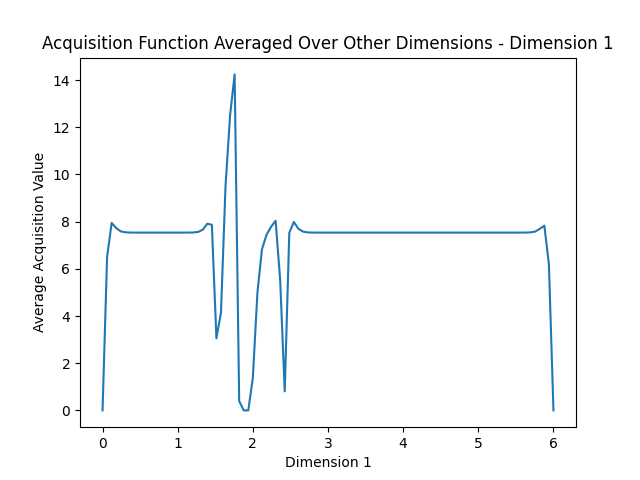 Acquisition Function Averaged Over Other Dimensions - Dimension 1
Average Acquisition Value
14
12
10
8
6
4
2
0
0 1 2 3 4 5 6
Dimension 1